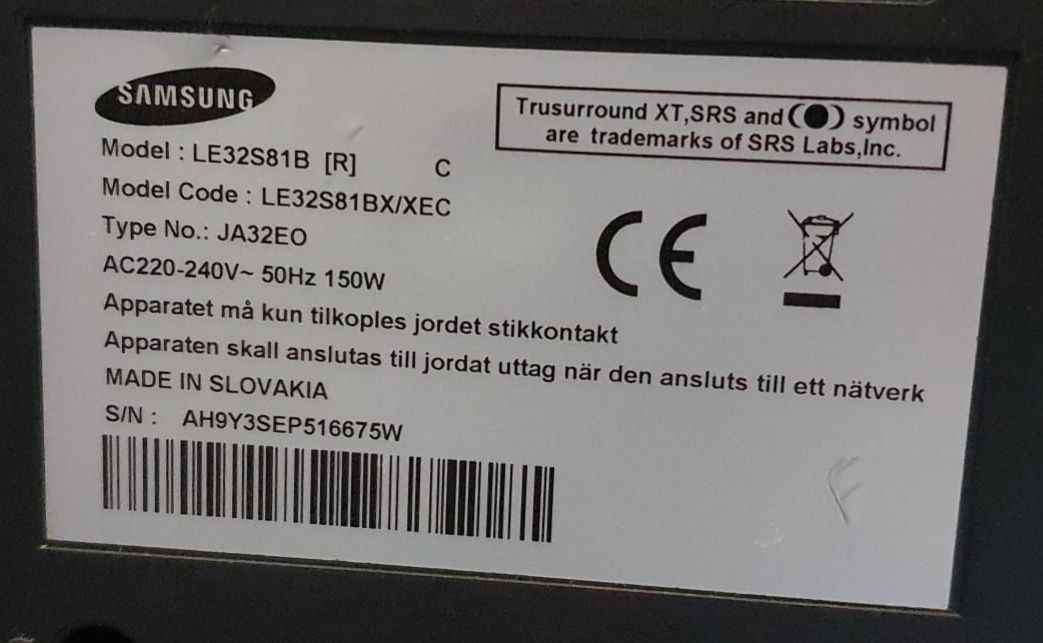 SAMSUNG
Trusurround XT,SRS and symbol
are trademarks of SRS Labs,Inc.
Model : LE32S81B [R] C
Model Code : LE32S81BX/XEC
Type No.: JA32EO
AC220-240V~ 50Hz 150W
CE
Apparatet må kun tilkoples jordet stikkontakt
Apparaten skall anslutas till jordat uttag när den ansluts till ett nätverk
MADE IN SLOVAKIA
S/N : AH9Y3SEP516675W